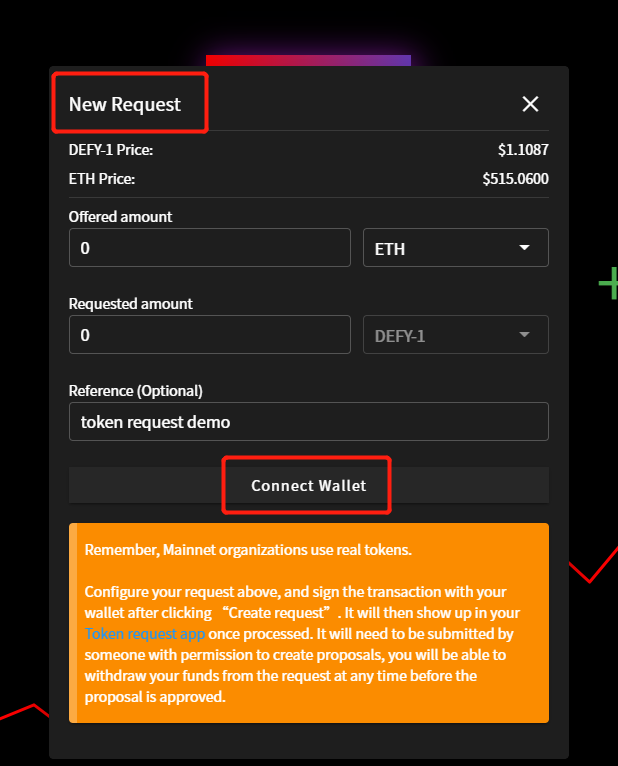 New Request
DEFY-1 Price: $1.1087
ETH Price: $515.0600
Offered amount
0 ETH
Requested amount
0 DEFY-1
Reference (Optional)
token request demo
Connect Wallet
Remember, Mainnet organizations use real tokens.
Configure your request above, and sign the transaction with your
wallet after clicking “Create request”. It will then show up in your
Token request app once processed. It will need to be submitted by
someone with permission to create proposals, you will be able to
withdraw your funds from the request at any time before the
proposal is approved.